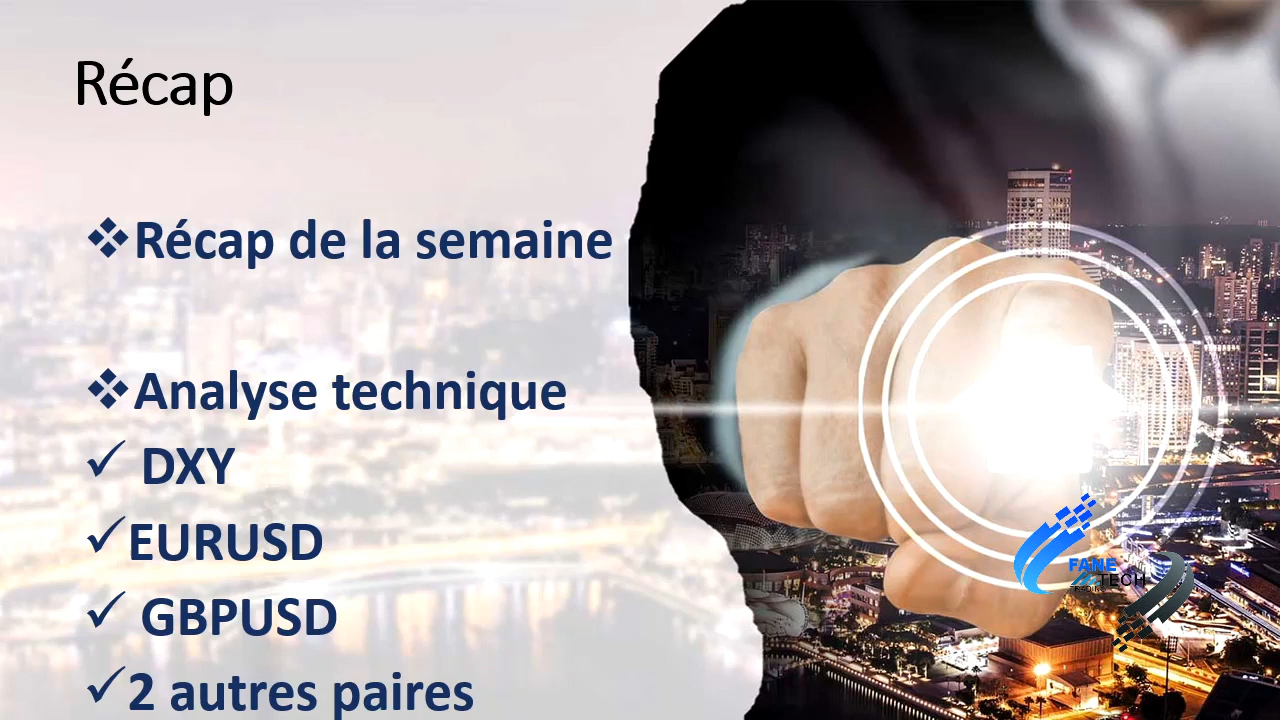 Récap
❖Récap de la semaine
❖Analyse technique
✓ DXY
✓EURUSD
✓ GBPUSD
✓2 autres paires
FANE
TECH